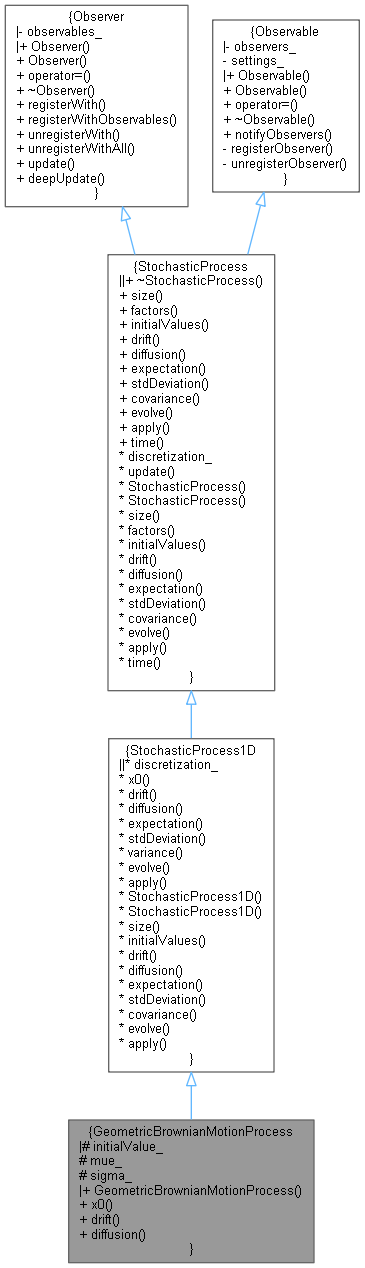 {Observer
|- observables_
|+ Observer()
+ Observer()
+ operator=()
+ ~Observer()
+ registerWith()
+ registerWithObservables()
+ unregisterWith()
+ unregisterWithAll()
+ update()
+ deepUpdate()
}
{Observable
|- observers_
- settings_
|+ Observable()
+ Observable()
+ operator=()
+ ~Observable()
+ notifyObservers()
- registerObserver()
- unregisterObserver()
}
{StochasticProcess
||+ ~StochasticProcess()
+ size()
+ factors()
+ initialValues()
+ drift()
+ diffusion()
+ expectation()
+ stdDeviation()
+ covariance()
+ evolve()
+ apply()
+ time()
* discretization_
* update()
* StochasticProcess()
* StochasticProcess()
* size()
* factors()
* initialValues()
* drift()
* diffusion()
* expectation()
* stdDeviation()
* covariance()
* evolve()
* apply()
* time()
}
{StochasticProcess1D
||* discretization_
* x0()
* drift()
* diffusion()
* expectation()
* stdDeviation()
* variance()
* evolve()
* apply()
* StochasticProcess1D()
* StochasticProcess1D()
* size()
* initialValues()
* drift()
* diffusion()
* expectation()
* stdDeviation()
* covariance()
* evolve()
* apply()
}
{GeometricBrownianMotionProcess
|# initialValue_
# mue_
# sigma_
|+ GeometricBrownianMotionProcess()
+ x0()
+ drift()
+ diffusion()
}